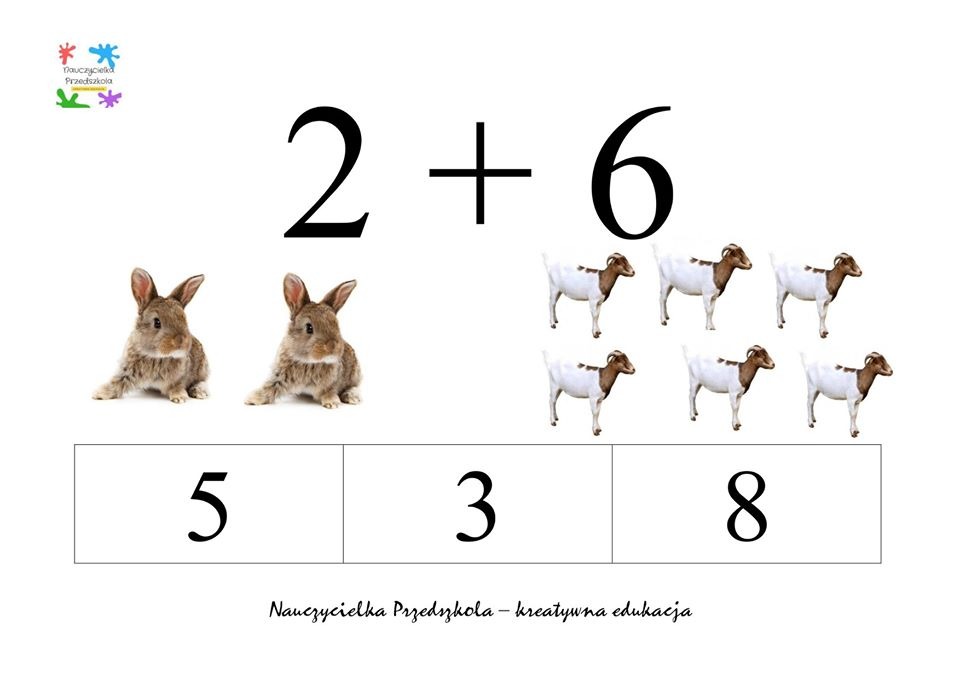 Nauczycielka
Przedszkola
2 + 6
5 3 8
Nauczycielka Przedszkola – kreatywna edukacja